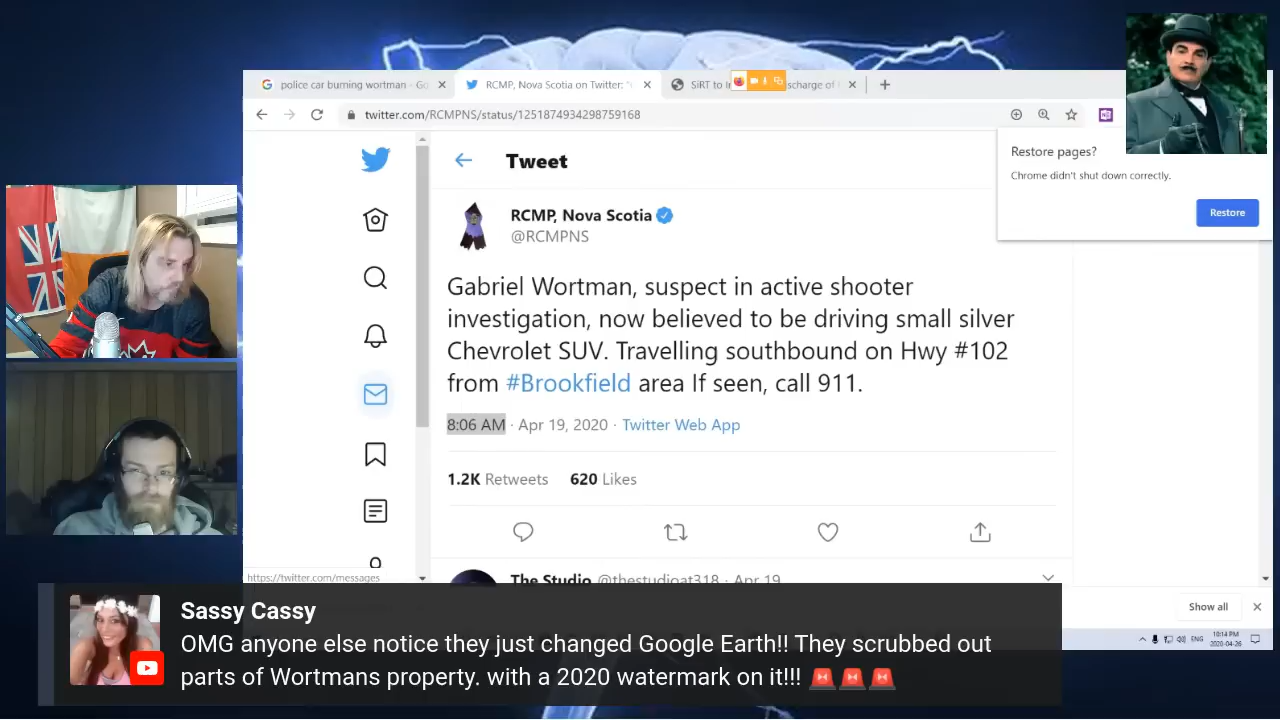 police car burning wortman - Go
RCMP, Nova Scotia on Twitter: "
SiRT to
scharge of
twitter.com/RCMPNS/status/1251874934298759168
Restore pages?
Chrome didn't shut down correctly.
Restore
Tweet
RCMP, Nova Scotia
@RCMPNS
Gabriel Wortman, suspect in active shooter
investigation, now believed to be driving small silver
Chevrolet SUV. Travelling southbound on Hwy #102
from #Brookfield area If seen, call 911.
8:06 AM · Apr 19, 2020 · Twitter Web App
1.2K Retweets 620 Likes
The Studio @thestudioat318 · Apr 19
https://twitter.com/messages
Show all
ENG
10:14 PM
2020-04-26
Sassy Cassy
OMG anyone else notice they just changed Google Earth!! They scrubbed out
parts of Wortmans property. with a 2020 watermark on it!!! 🚨🚨🚨